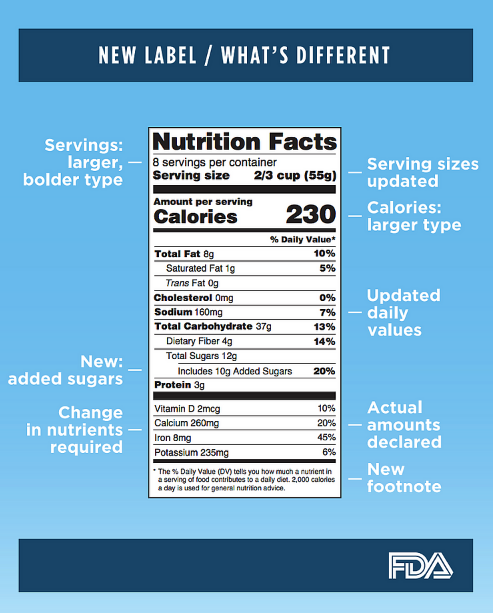 NEW LABEL / WHAT'S DIFFERENT
Servings:
larger,
bolder type
Nutrition Facts
8 servings per container
Serving size 2/3 cup (55g)
Amount per serving
Calories 230
% Daily Value*
Total Fat 8g 10%
Saturated Fat 1g 5%
Trans Fat 0g
Cholesterol 0mg 0%
Sodium 160mg 7%
Total Carbohydrate 37g 13%
Dietary Fiber 4g 14%
Total Sugars 12g
Includes 10g Added Sugars 20%
Protein 3g
Vitamin D 2mcg 10%
Calcium 260mg 20%
Iron 8mg 45%
Potassium 235mg 6%
* The % Daily Value (DV) tells you how much a nutrient in
a serving of food contributes to a daily diet. 2,000 calories
a day is used for general nutrition advice.
New:
added sugars
Change
in nutrients
required
Serving sizes
updated
Calories:
larger type
Updated
daily
values
Actual
amounts
declared
New
footnote
FDA